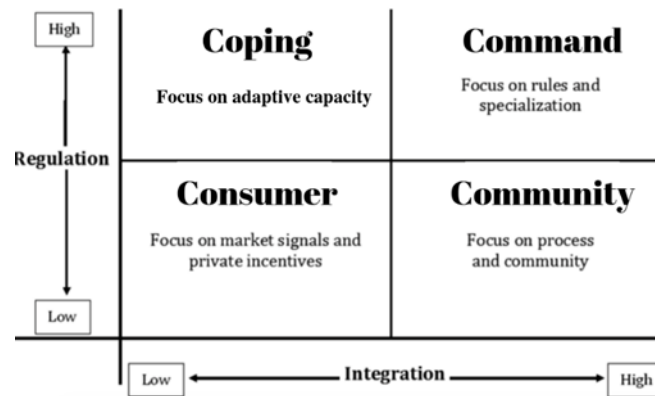 High
Coping
Command
Focus on adaptive capacity
Focus on rules and
specialization
Regulation
Consumer
Community
Focus on market signals and
private incentives
Focus on process
and community
Low
Low
Integration
High